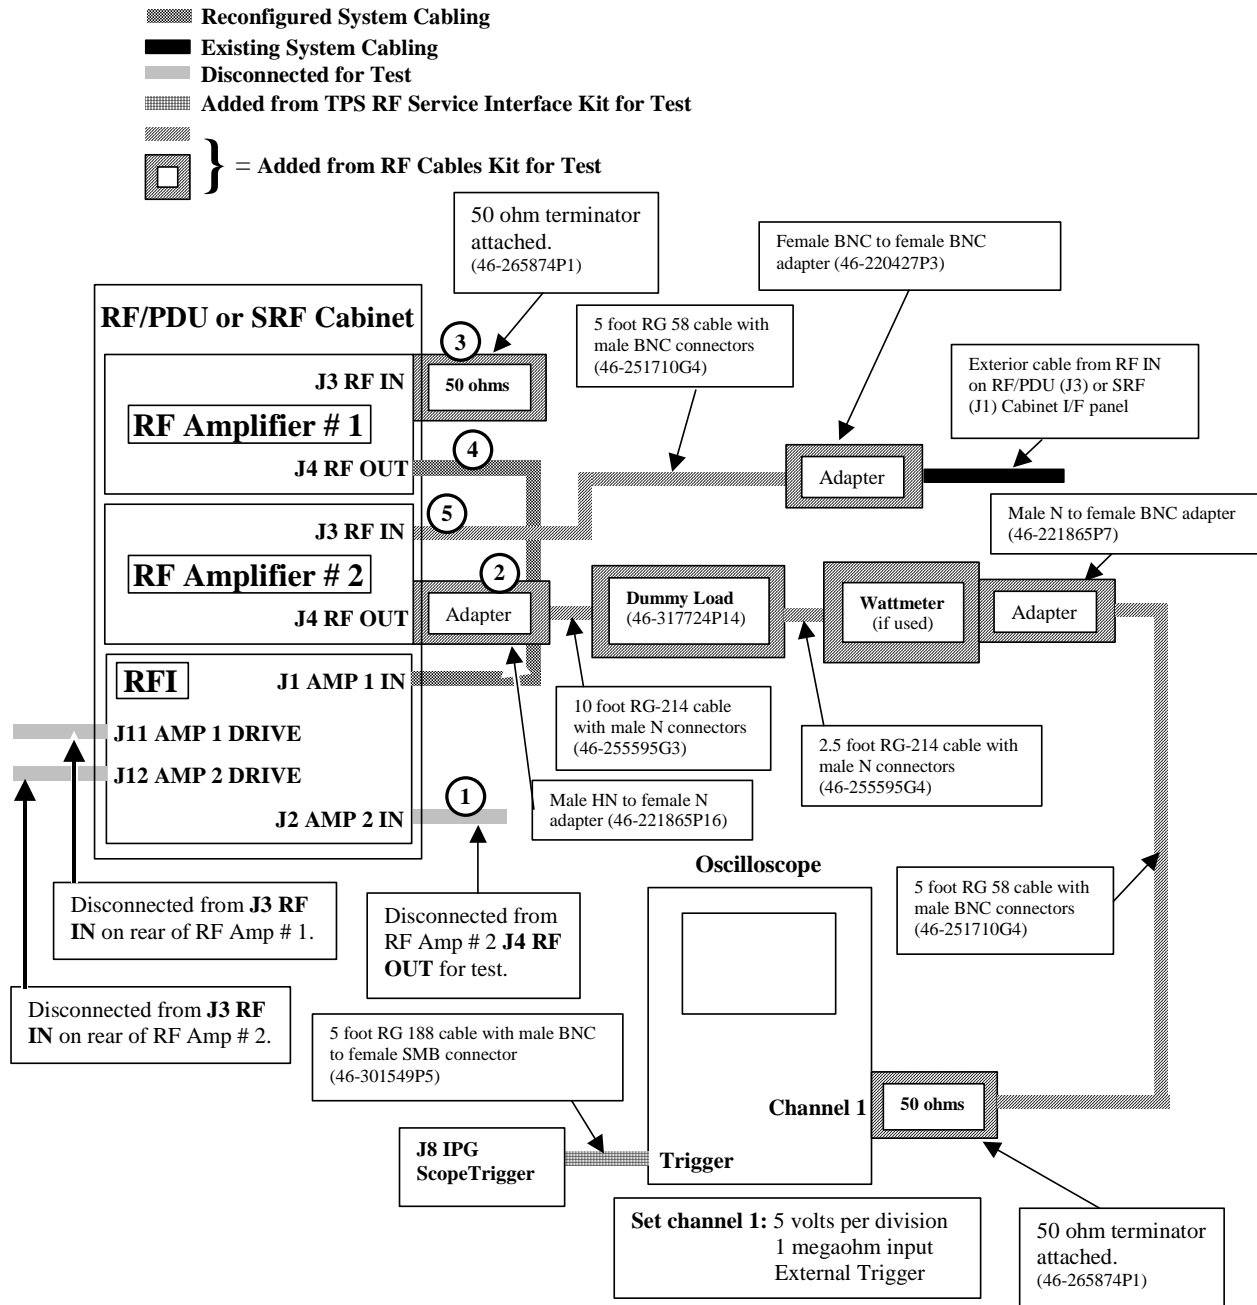 Reconfigured System Cabling
Existing System Cabling
Disconnected for Test
Added from TPS RF Service Interface Kit for Test
} = Added from RF Cables Kit for Test
50 ohm terminator
attached.
(46-265874P1)
Female BNC to female BNC
adapter (46-220427P3)
RF/PDU or SRF Cabinet
5 foot RG 58 cable with
male BNC connectors
(46-251710G4)
Exterior cable from RF IN
on RF/PDU (J3) or SRF
(J1) Cabinet I/F panel
3
J3 RF IN
50 ohms
RF Amplifier # 1
4
J4 RF OUT
Adapter
5
J3 RF IN
Male N to female BNC adapter
(46-221865P7)
RF Amplifier # 2
2
J4 RF OUT
Adapter
Dummy Load
(46-317724P14)
Wattmeter
(if used)
Adapter
RFI
J1 AMP 1 IN
10 foot RG-214 cable
with male N connectors
(46-255595G3)
2.5 foot RG-214 cable with
male N connectors
(46-255595G4)
J11 AMP 1 DRIVE
J12 AMP 2 DRIVE
1
J2 AMP 2 IN
Male HN to female N
adapter (46-221865P16)
Oscilloscope
5 foot RG 58 cable with
male BNC connectors
(46-251710G4)
Disconnected from J3 RF
IN on rear of RF Amp # 1.
Disconnected from
RF Amp # 2 J4 RF
OUT for test.
Disconnected from J3 RF
IN on rear of RF Amp # 2.
5 foot RG 188 cable with male BNC
to female SMB connector
(46-301549P5)
Channel 1
50 ohms
J8 IPG
ScopeTrigger
Trigger
Set channel 1: 5 volts per division
1 megaohm input
External Trigger
50 ohm terminator
attached.
(46-265874P1)